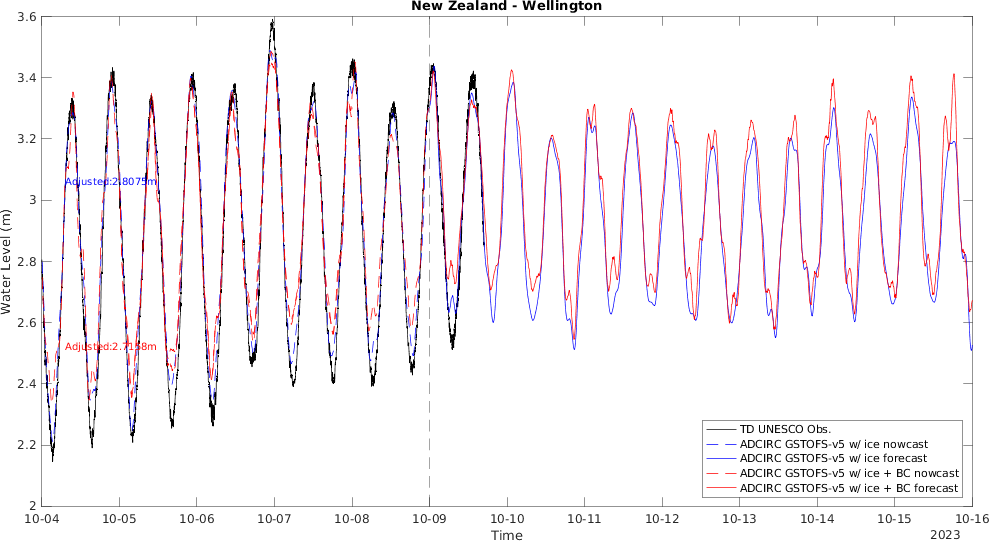 New Zealand - Wellington
3.6
3.4
3.2
3
2.8
2.6
2.4
2.2
2
Water Level (m)
Adjusted:2.8075m
Adjusted:2.7158m
TD UNESCO Obs.
ADCIRC GSTOFS-v5 w/ ice nowcast
ADCIRC GSTOFS-v5 w/ ice forecast
ADCIRC GSTOFS-v5 w/ ice + BC nowcast
ADCIRC GSTOFS-v5 w/ ice + BC forecast
10-04 10-05 10-06 10-07 10-08 10-09 10-10 10-11 10-12 10-13 10-14 10-15 10-16
Time
2023